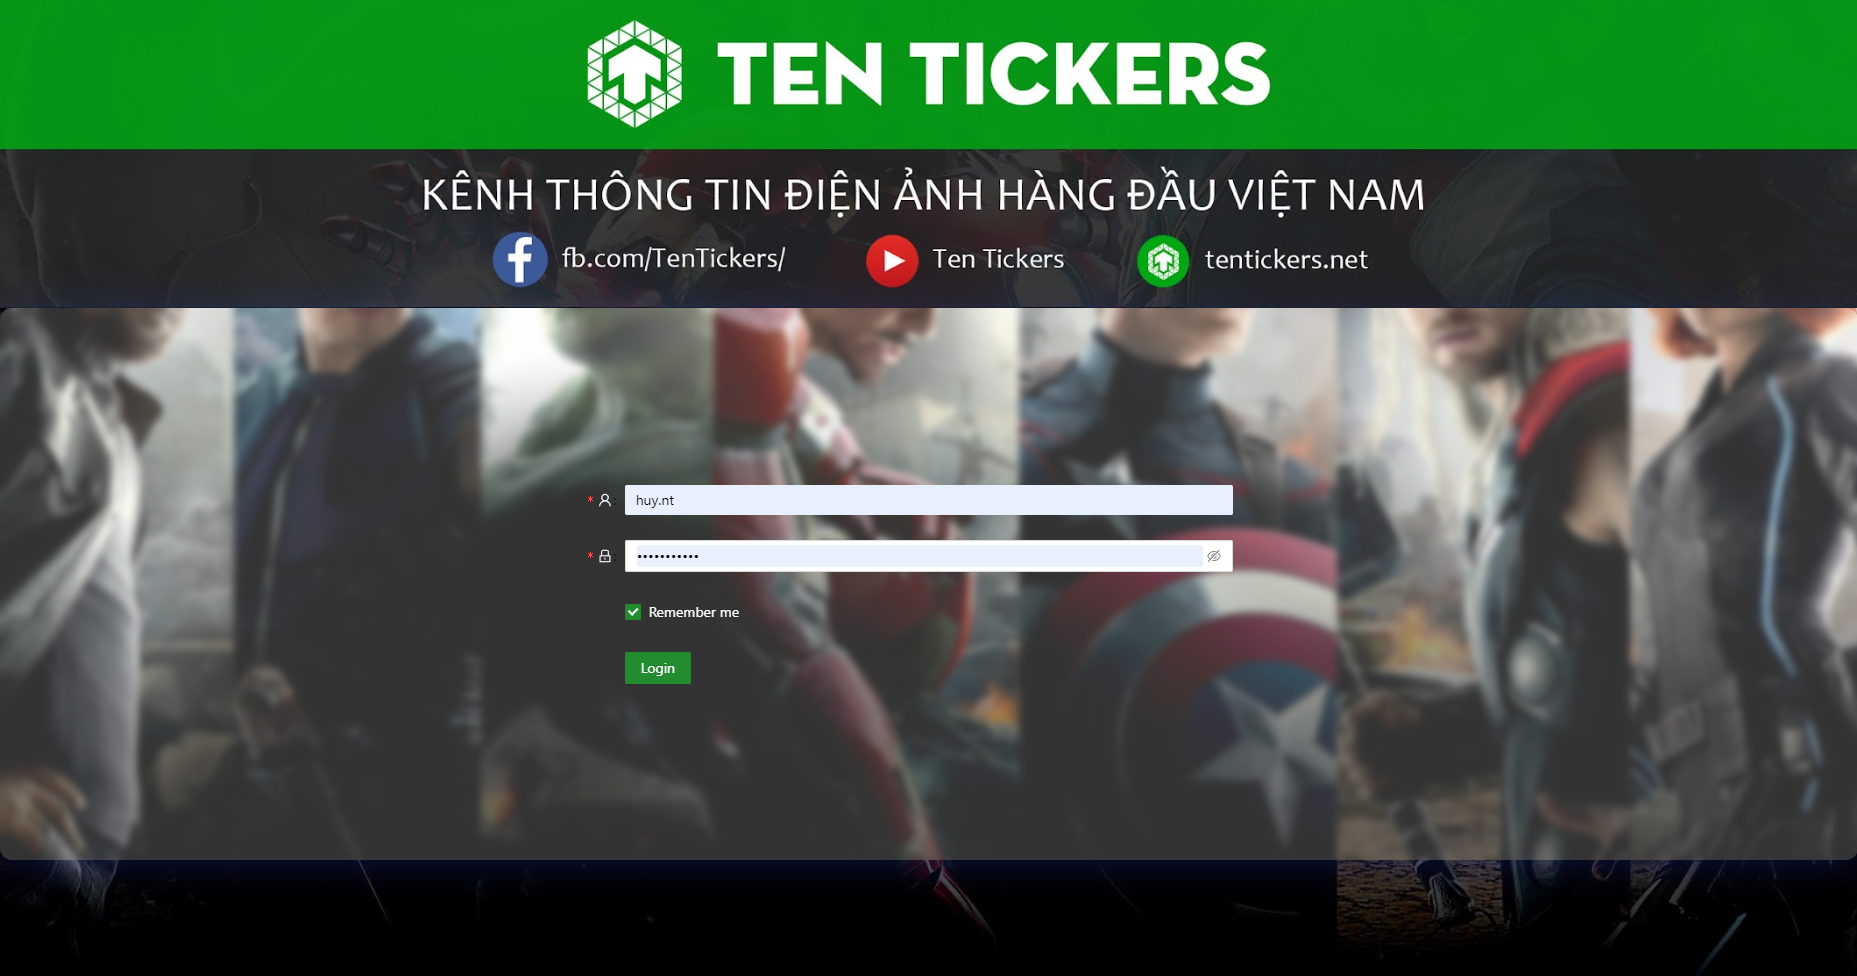 TEN TICKERS
KÊNH THÔNG TIN ĐIỆN ẢNH HÀNG ĐẦU VIỆT NAM
fb.com/TenTickers/
Ten Tickers
tentickers.net
* huy.nt
* •••••••••••
Remember me
Login